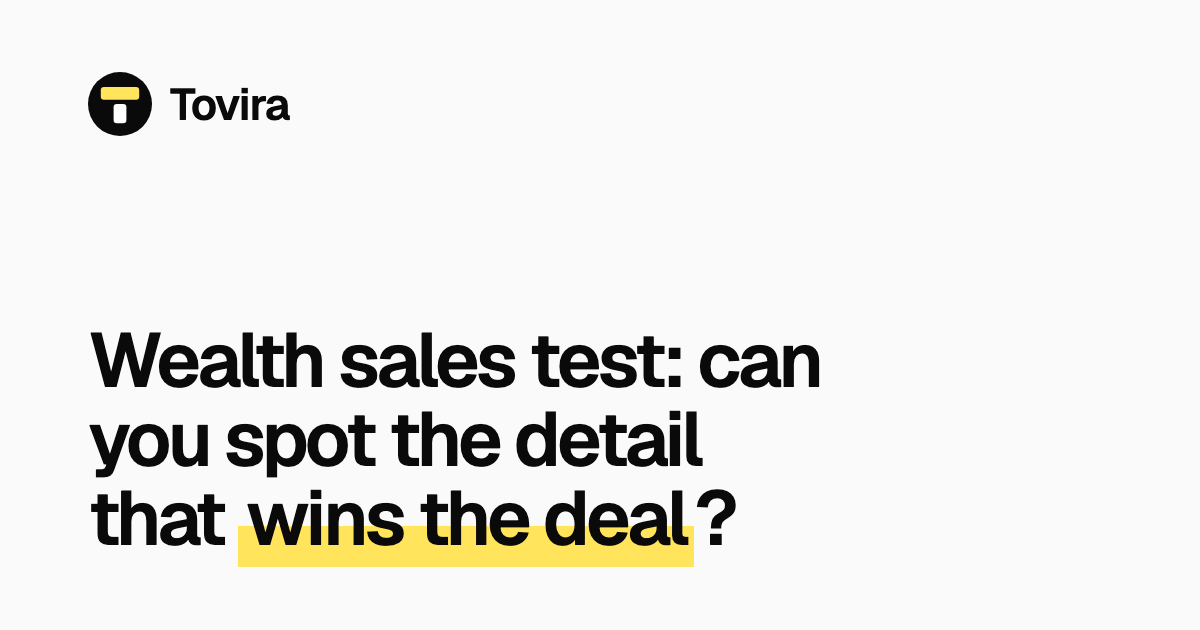 Tovira
Wealth sales test: can
you spot the detail
that wins the deal?